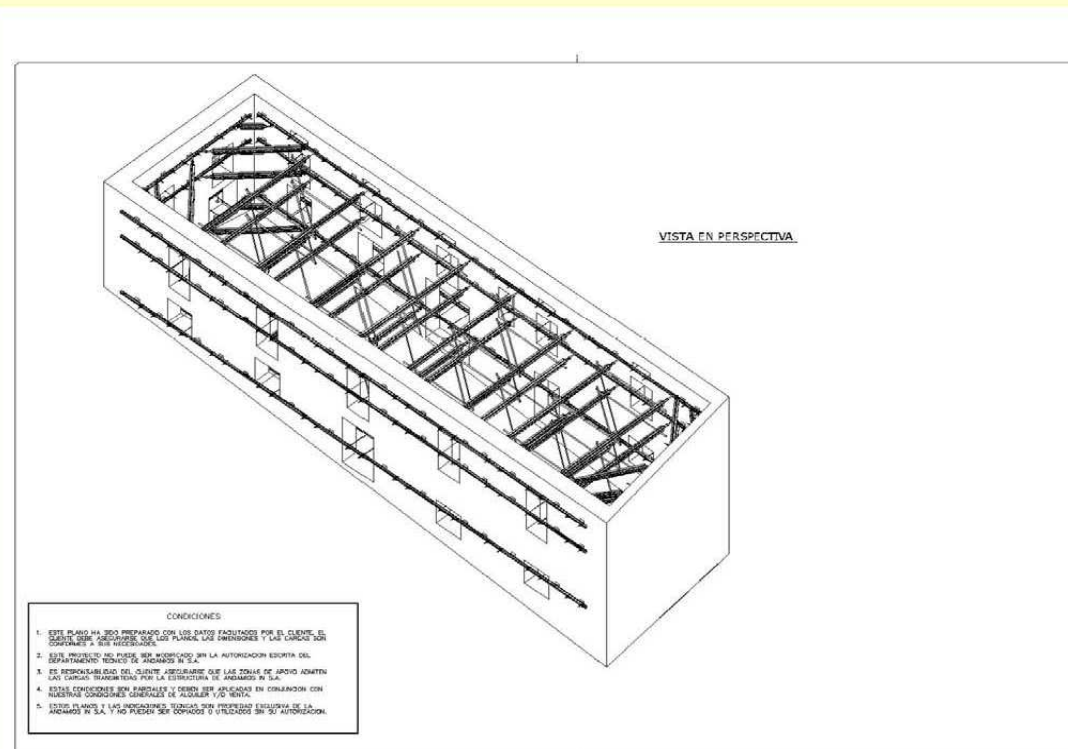 VISTA EN PERSPECTIVA
CONDICIONES
1. ESTE PLANO HA SIDO PREPARADO CON LOS DATOS FACILITADOS POR EL CLIENTE, EL
CLIENTE DEBE ASEGURARSE QUE LOS PLANOS, LAS DIMENSIONES Y LAS CARGAS SON
CONFORMES A SUS NECESIDADES.
2. ESTE PROYECTO NO PUEDE SER MODIFICADO SIN LA AUTORIZACION ESCRITA DEL
DEPARTAMENTO TECNICO DE ANDAMIOS IN S.A.
3. ES RESPONSABILIDAD DEL CLIENTE ASEGURARSE QUE LAS ZONAS DE APOYO ADMITEN
LAS CARGAS TRANSMITIDAS POR LA ESTRUCTURA DE ANDAMIOS IN S.A.
4. ESTAS CONDICIONES SON PARCIALES Y DEBEN SER APLICADAS EN CONJUNCION CON
NUESTRAS CONDICIONES GENERALES DE ALQUILER Y/O VENTA.
5. ESTOS PLANOS Y LAS INDICACIONES TECNICAS SON PROPIEDAD EXCLUSIVA DE LA
ANDAMIOS IN S.A. Y NO PUEDEN SER COPIADOS O UTILIZADOS SIN SU AUTORIZACION.